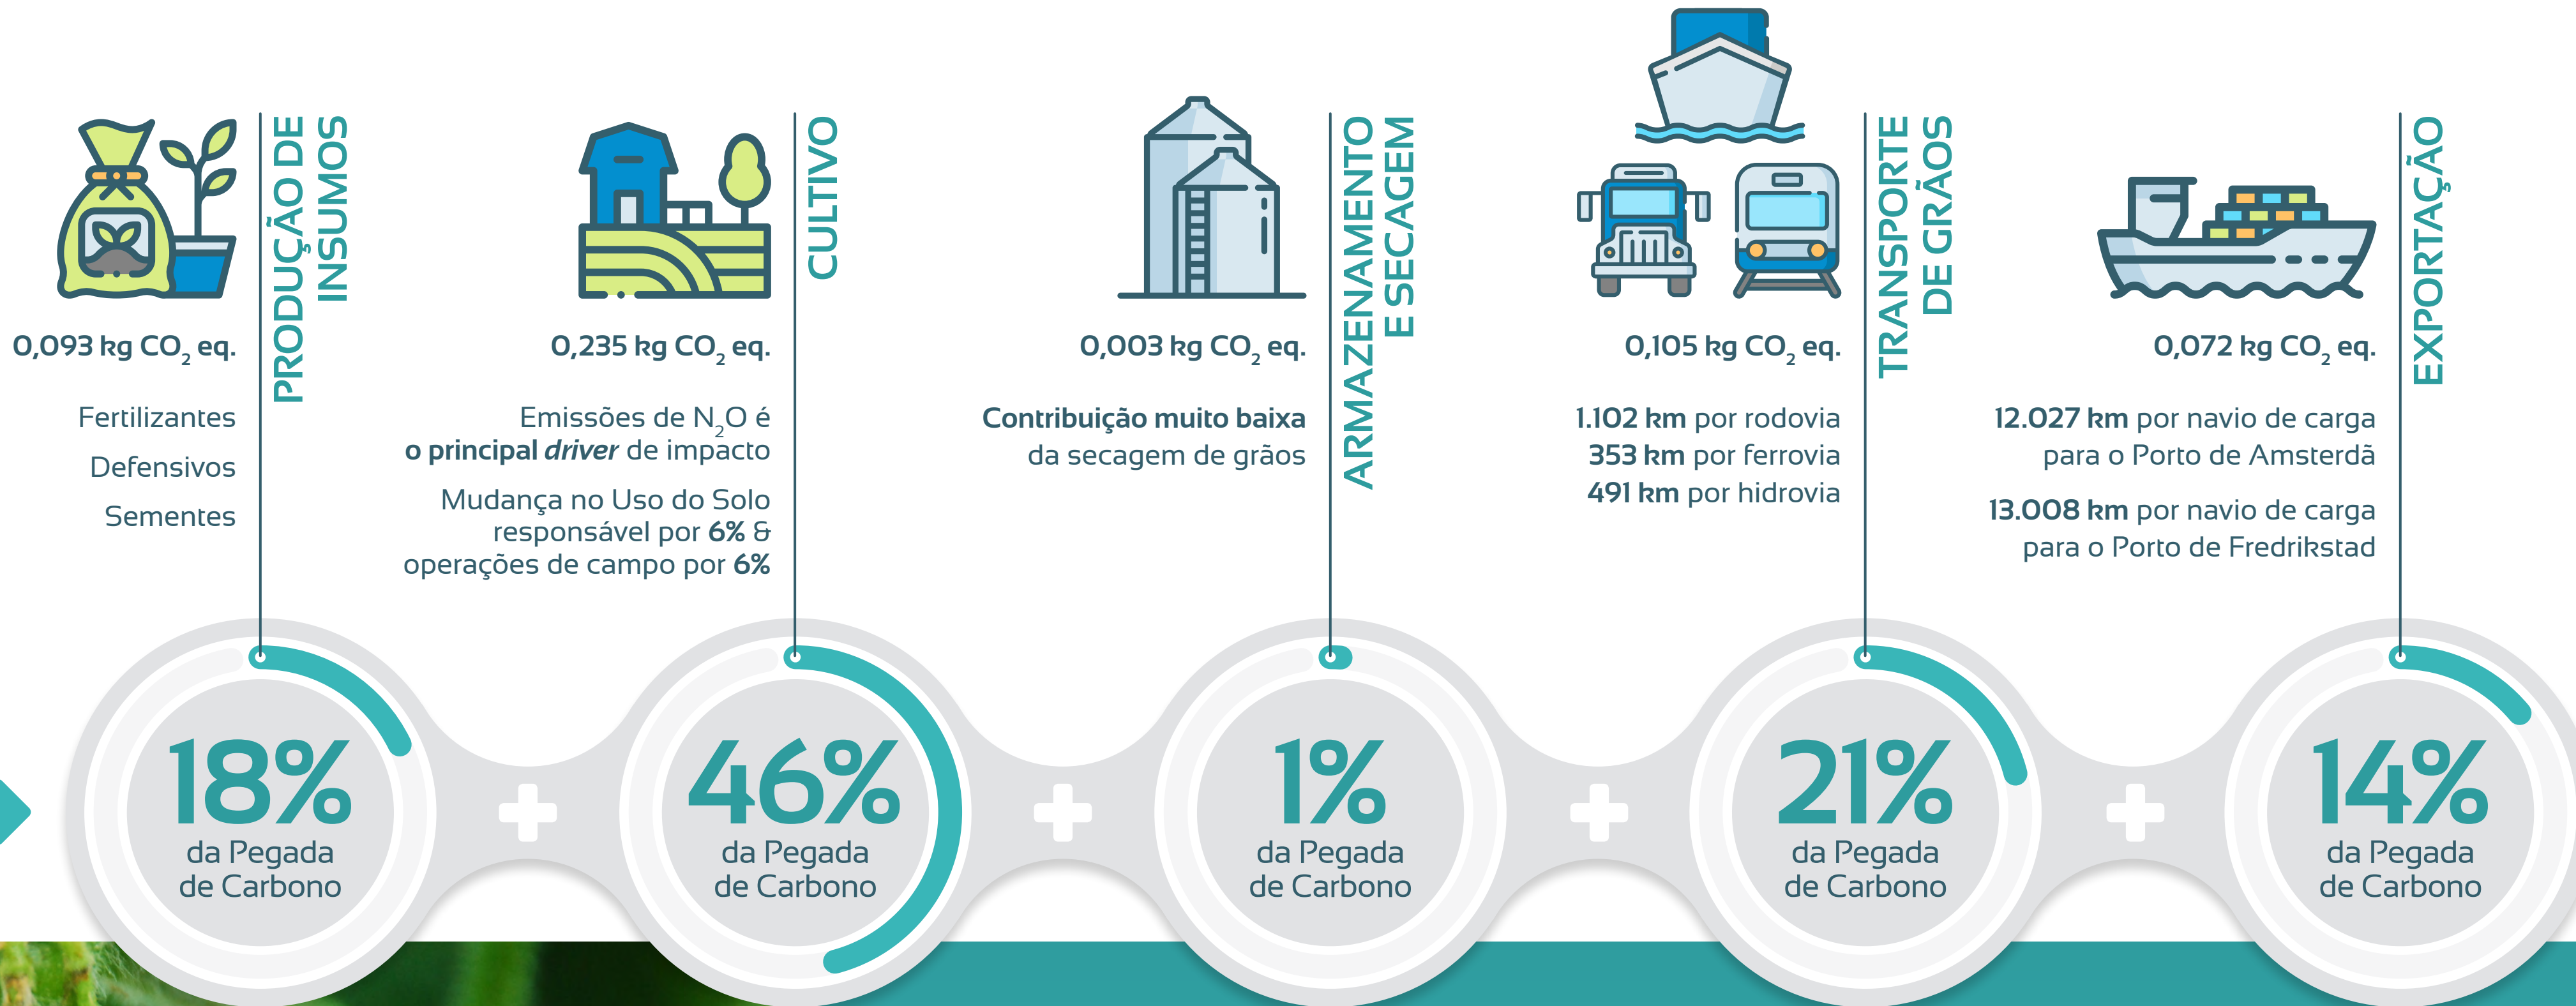 PRODUÇÃO DE
INSUMOS
0,093 kg CO₂ eq.
Fertilizantes
Defensivos
Sementes
18%
da Pegada
de Carbono
CULTIVO
0,235 kg CO₂ eq.
Emissões de N₂O é
o principal driver de impacto
Mudança no Uso do Solo
responsável por 6% &
operações de campo por 6%
46%
da Pegada
de Carbono
ARMAZENAMENTO
E SECAGEM
0,003 kg CO₂ eq.
Contribuição muito baixa
da secagem de grãos
1%
da Pegada
de Carbono
TRANSPORTE
DE GRÃOS
0,105 kg CO₂ eq.
1.102 km por rodovia
353 km por ferrovia
491 km por hidrovia
21%
da Pegada
de Carbono
EXPORTAÇÃO
0,072 kg CO₂ eq.
12.027 km por navio de carga
para o Porto de Amsterdã
13.008 km por navio de carga
para o Porto de Fredrikstad
14%
da Pegada
de Carbono